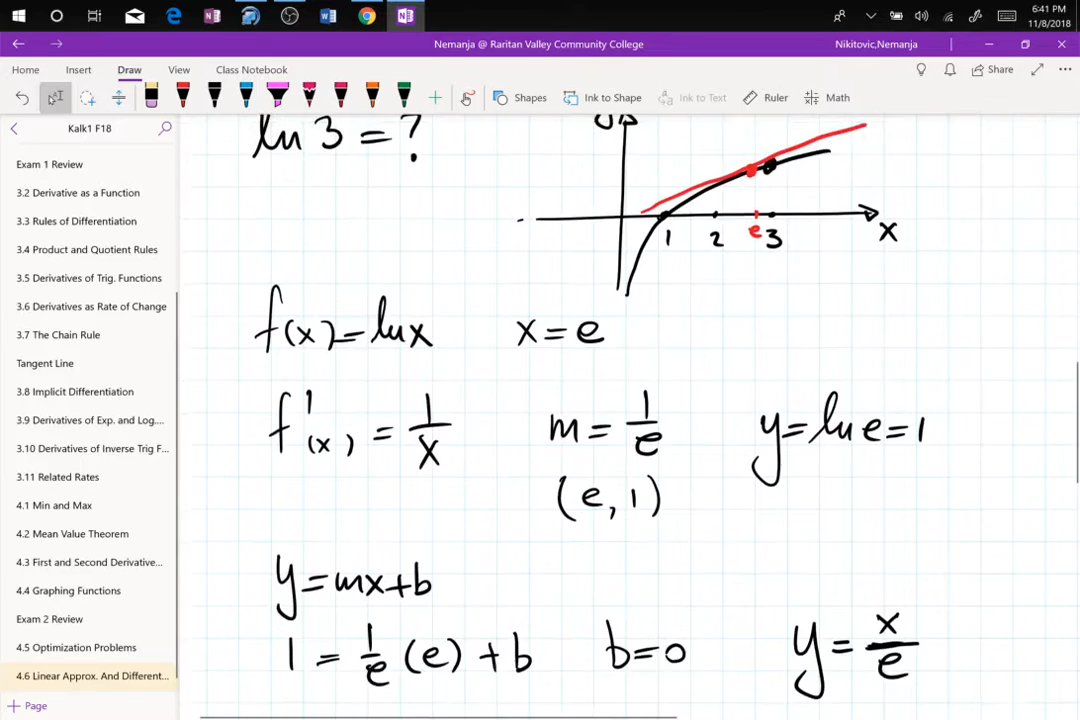 6:41 PM
11/8/2018
Nemanja @ Raritan Valley Community College
Nikitovic,Nemanja
Home Insert Draw View Class Notebook
Share
Shapes Ink to Shape Ink to Text Ruler Math
Kalk1 F18
Exam 1 Review
3.2 Derivative as a Function
3.3 Rules of Differentiation
3.4 Product and Quotient Rules
3.5 Derivatives of Trig. Functions
3.6 Derivatives as Rate of Change
3.7 The Chain Rule
Tangent Line
3.8 Implicit Differentiation
3.9 Derivatives of Exp. and Log....
3.10 Derivatives of Inverse Trig F...
3.11 Related Rates
4.1 Min and Max
4.2 Mean Value Theorem
4.3 First and Second Derivative...
4.4 Graphing Functions
Exam 2 Review
4.5 Optimization Problems
4.6 Linear Approx. And Different...
+ Page
ln 3 = ?
1 2 e 3 X
f(x) = lnx x = e
f'(x) = 1/x m = 1/e y = ln e = 1
(e, 1)
y = mx+b
1 = 1/e (e) + b b=0 y = x/e